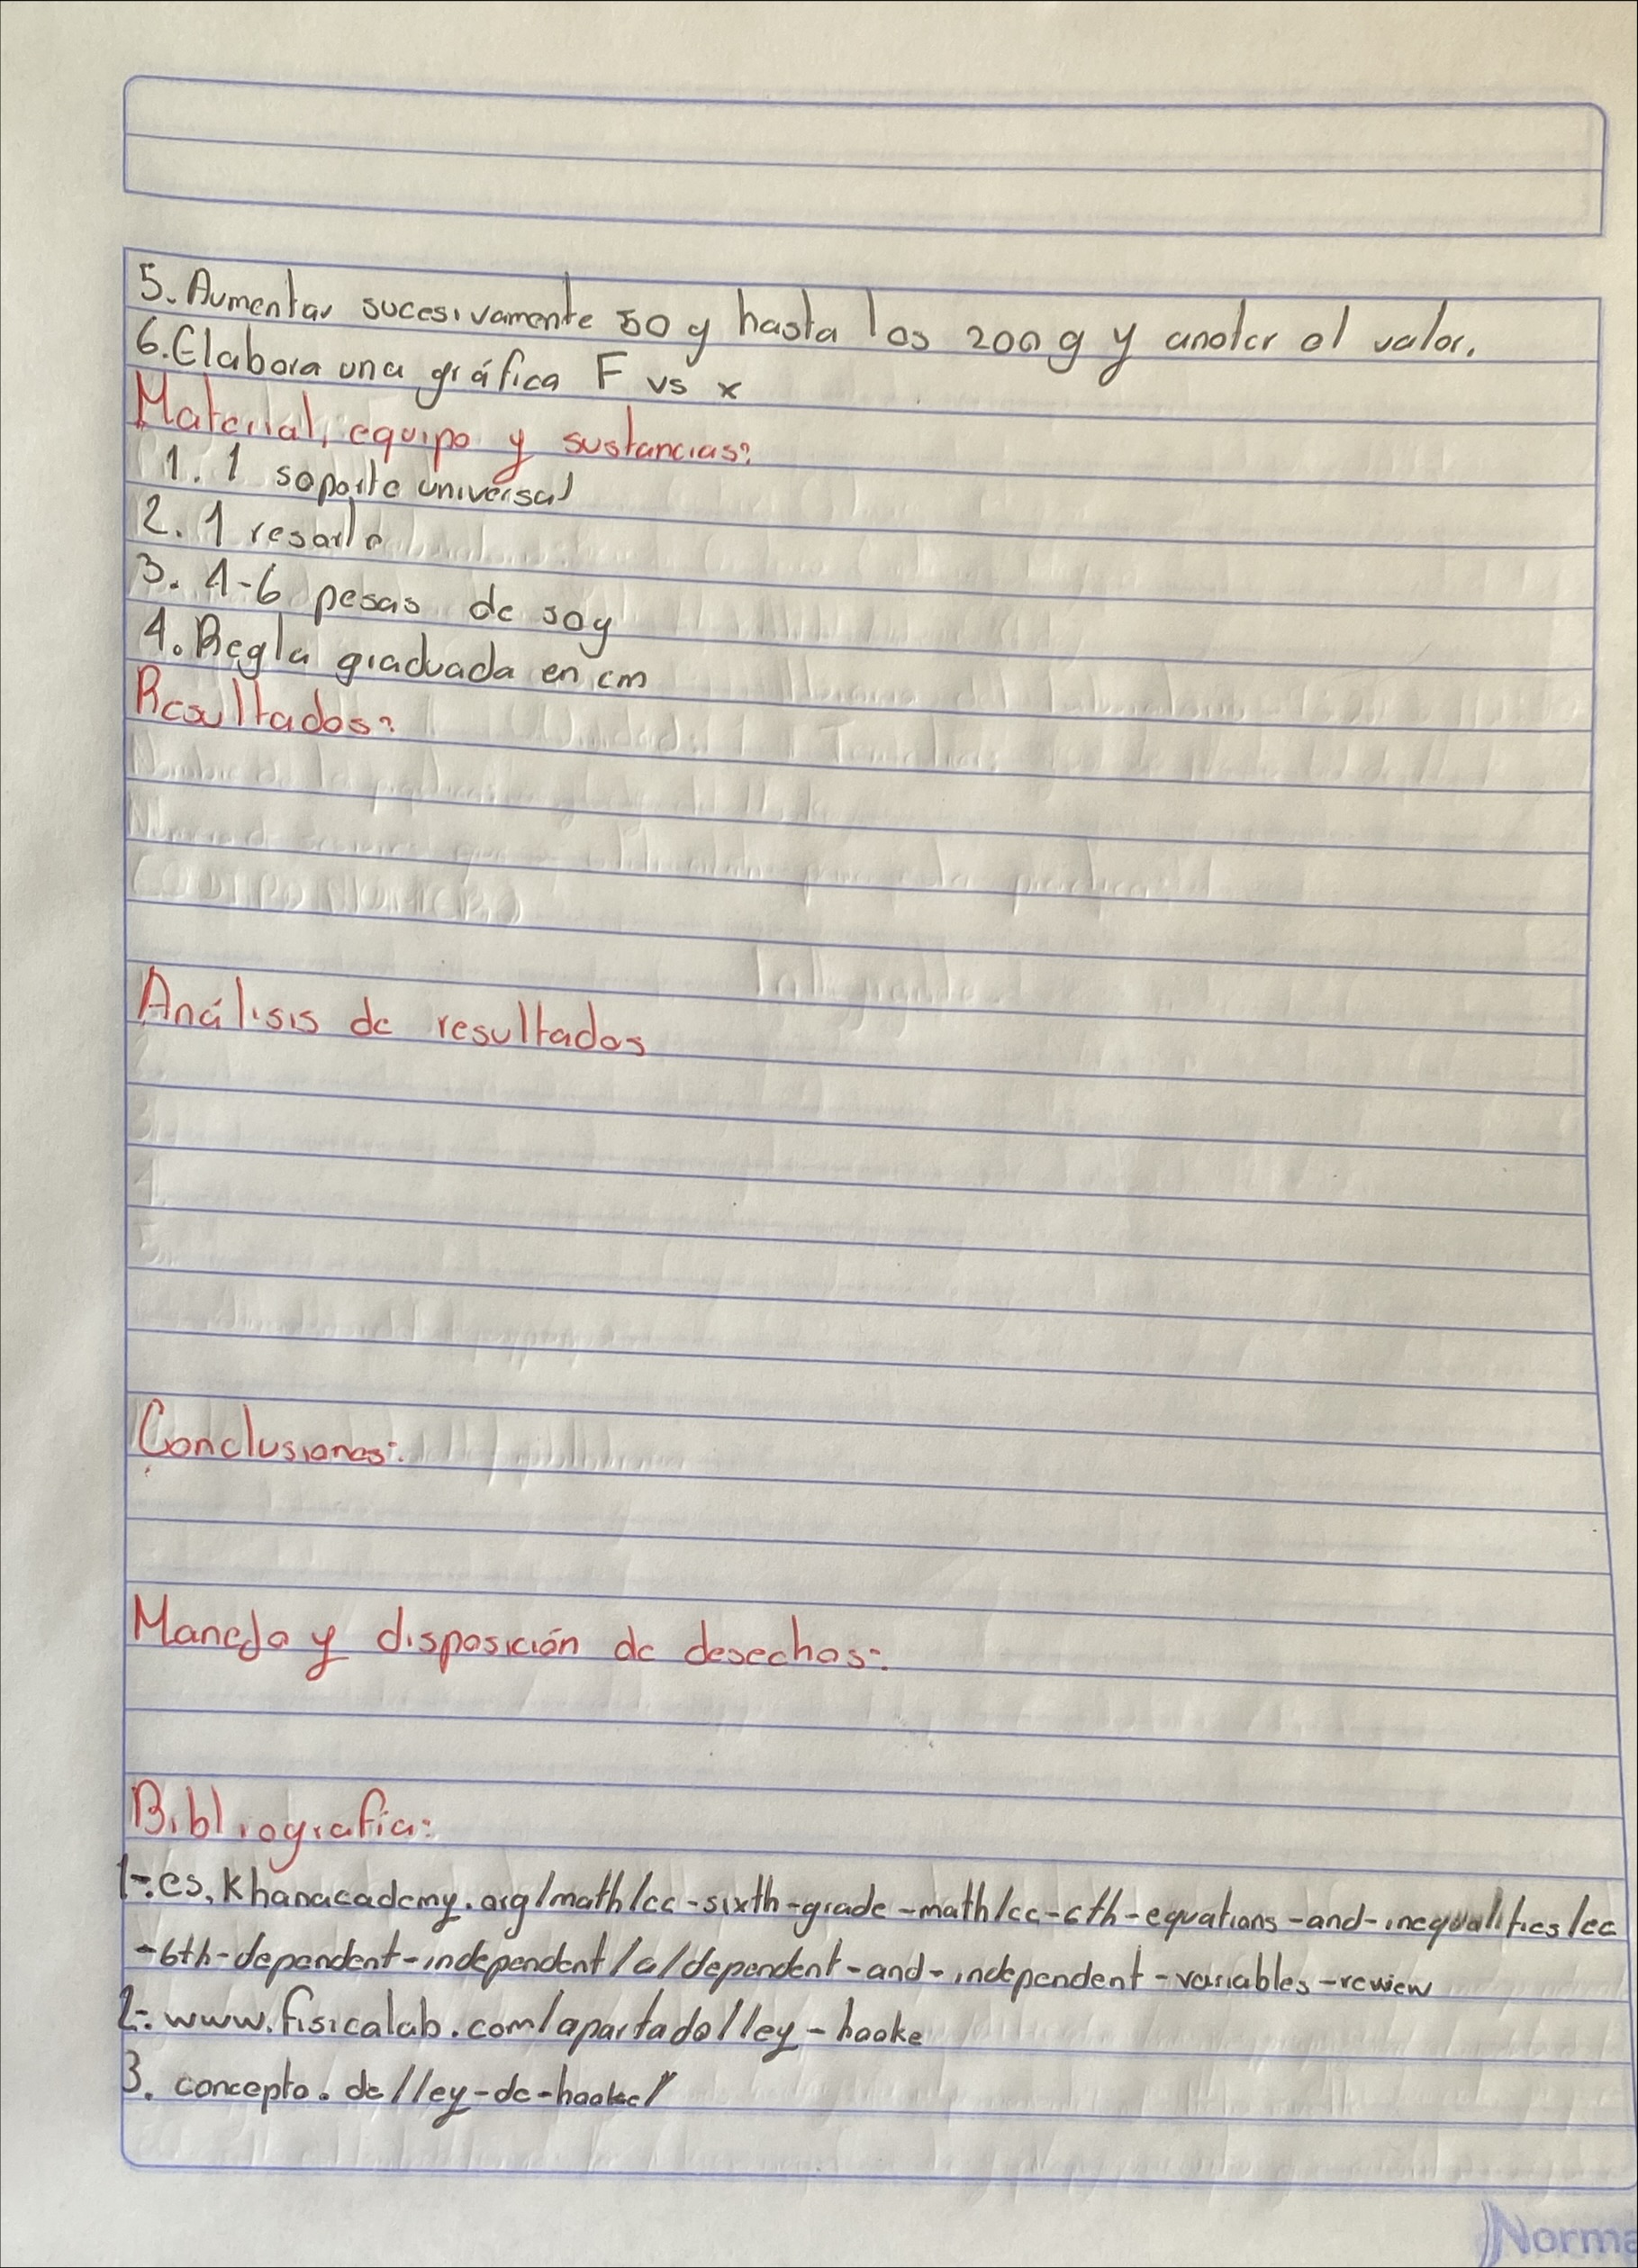 5. Aumentar sucesivamente 50 g hasta los 200 g y anotar el valor.
6. Elabora una gráfica F vs x
Material, equipo y sustancias:
1. 1 soporte universal
2. 1 resorte
3. 4-6 pesas de 50g
4. Regla graduada en cm
Resultados:
Análisis de resultados
Conclusiones:
Manejo y disposición de desechos:
Bibliografia:
1-. es.khanacademy.org/math/cc-sixth-grade-math/cc-6th-equations-and-inequalities/cc
-6th-dependent-independent/a/dependent-and-independent-variables-review
2-. www.fisicalab.com/apartado/ley-hooke
3. concepto.de/ley-de-hooke/
Norma